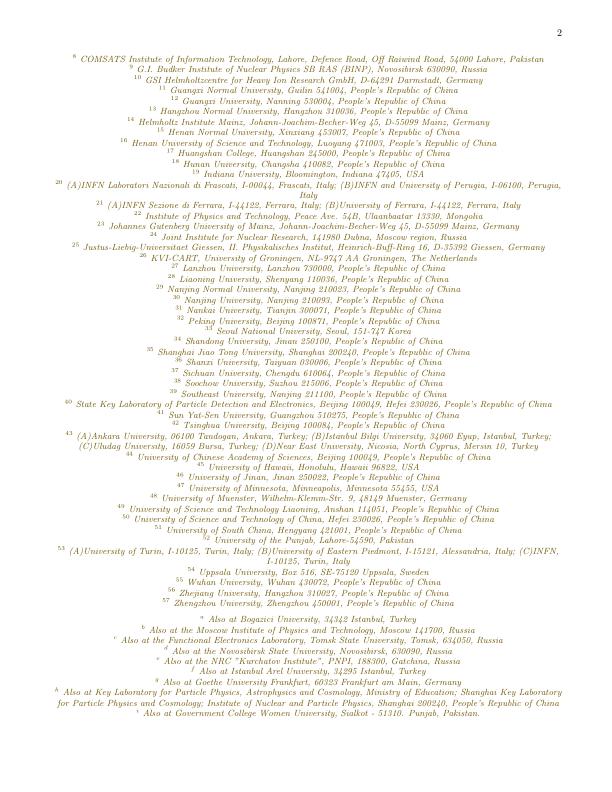 2
8 COMSATS Institute of Information Technology, Lahore, Defence Road, Off Raiwind Road, 54000 Lahore, Pakistan
9 G.I. Budker Institute of Nuclear Physics SB RAS (BINP), Novosibirsk 630090, Russia
10 GSI Helmholtzcentre for Heavy Ion Research GmbH, D-64291 Darmstadt, Germany
11 Guangxi Normal University, Guilin 541004, People's Republic of China
12 Guangxi University, Nanning 530004, People's Republic of China
13 Hangzhou Normal University, Hangzhou 310036, People's Republic of China
14 Helmholtz Institute Mainz, Johann-Joachim-Becher-Weg 45, D-55099 Mainz, Germany
15 Henan Normal University, Xinxiang 453007, People's Republic of China
16 Henan University of Science and Technology, Luoyang 471003, People's Republic of China
17 Huangshan College, Huangshan 245000, People's Republic of China
18 Hunan University, Changsha 410082, People's Republic of China
19 Indiana University, Bloomington, Indiana 47405, USA
20 (A)INFN Laboratori Nazionali di Frascati, I-00044, Frascati, Italy; (B)INFN and University of Perugia, I-06100, Perugia,
Italy
21 (A)INFN Sezione di Ferrara, I-44122, Ferrara, Italy; (B)University of Ferrara, I-44122, Ferrara, Italy
22 Institute of Physics and Technology, Peace Ave. 54B, Ulaanbaatar 13330, Mongolia
23 Johannes Gutenberg University of Mainz, Johann-Joachim-Becher-Weg 45, D-55099 Mainz, Germany
24 Joint Institute for Nuclear Research, 141980 Dubna, Moscow region, Russia
25 Justus-Liebig-Universitaet Giessen, II. Physikalisches Institut, Heinrich-Buff-Ring 16, D-35392 Giessen, Germany
26 KVI-CART, University of Groningen, NL-9747 AA Groningen, The Netherlands
27 Lanzhou University, Lanzhou 730000, People's Republic of China
28 Liaoning University, Shenyang 110036, People's Republic of China
29 Nanjing Normal University, Nanjing 210023, People's Republic of China
30 Nanjing University, Nanjing 210093, People's Republic of China
31 Nankai University, Tianjin 300071, People's Republic of China
32 Peking University, Beijing 100871, People's Republic of China
33 Seoul National University, Seoul, 151-747 Korea
34 Shandong University, Jinan 250100, People's Republic of China
35 Shanghai Jiao Tong University, Shanghai 200240, People's Republic of China
36 Shanxi University, Taiyuan 030006, People's Republic of China
37 Sichuan University, Chengdu 610064, People's Republic of China
38 Soochow University, Suzhou 215006, People's Republic of China
39 Southeast University, Nanjing 211100, People's Republic of China
40 State Key Laboratory of Particle Detection and Electronics, Beijing 100049, Hefei 230026, People's Republic of China
41 Sun Yat-Sen University, Guangzhou 510275, People's Republic of China
42 Tsinghua University, Beijing 100084, People's Republic of China
43 (A)Ankara University, 06100 Tandogan, Ankara, Turkey; (B)Istanbul Bilgi University, 34060 Eyup, Istanbul, Turkey;
(C)Uludag University, 16059 Bursa, Turkey; (D)Near East University, Nicosia, North Cyprus, Mersin 10, Turkey
44 University of Chinese Academy of Sciences, Beijing 100049, People's Republic of China
45 University of Hawaii, Honolulu, Hawaii 96822, USA
46 University of Jinan, Jinan 250022, People's Republic of China
47 University of Minnesota, Minneapolis, Minnesota 55455, USA
48 University of Muenster, Wilhelm-Klemm-Str. 9, 48149 Muenster, Germany
49 University of Science and Technology Liaoning, Anshan 114051, People's Republic of China
50 University of Science and Technology of China, Hefei 230026, People's Republic of China
51 University of South China, Hengyang 421001, People's Republic of China
52 University of the Punjab, Lahore-54590, Pakistan
53 (A)University of Turin, I-10125, Turin, Italy; (B)University of Eastern Piedmont, I-15121, Alessandria, Italy; (C)INFN,
I-10125, Turin, Italy
54 Uppsala University, Box 516, SE-75120 Uppsala, Sweden
55 Wuhan University, Wuhan 430072, People's Republic of China
56 Zhejiang University, Hangzhou 310027, People's Republic of China
57 Zhengzhou University, Zhengzhou 450001, People's Republic of China
a Also at Bogazici University, 34342 Istanbul, Turkey
b Also at the Moscow Institute of Physics and Technology, Moscow 141700, Russia
c Also at the Functional Electronics Laboratory, Tomsk State University, Tomsk, 634050, Russia
d Also at the Novosibirsk State University, Novosibirsk, 630090, Russia
e Also at the NRC "Kurchatov Institute", PNPI, 188300, Gatchina, Russia
f Also at Istanbul Arel University, 34295 Istanbul, Turkey
g Also at Goethe University Frankfurt, 60323 Frankfurt am Main, Germany
h Also at Key Laboratory for Particle Physics, Astrophysics and Cosmology, Ministry of Education; Shanghai Key Laboratory
for Particle Physics and Cosmology; Institute of Nuclear and Particle Physics, Shanghai 200240, People's Republic of China
i Also at Government College Women University, Sialkot - 51310. Punjab, Pakistan.